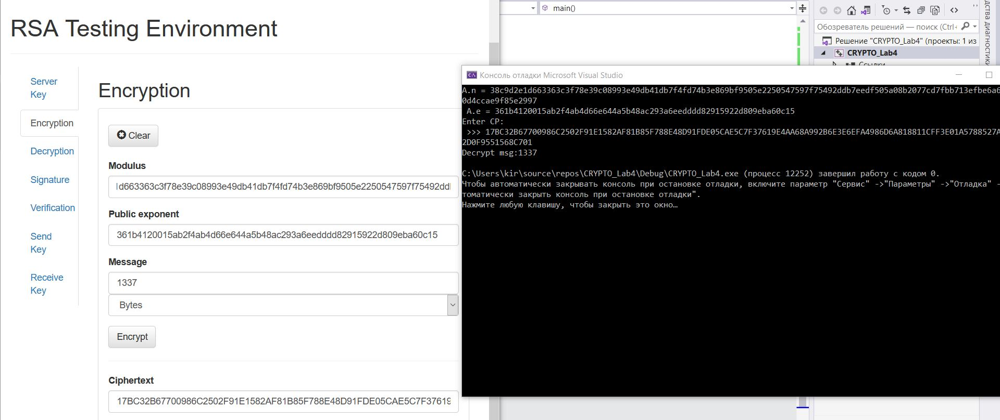 RSA Testing Environment
Server
Key
Encryption
Decryption
Signature
Verification
Send
Key
Receive
Key
Encryption
Clear
Modulus
d663363c3f78e39c08993e49db41db7f4fd74b3e869bf9505e2250547597f75492dd
Public exponent
361b4120015ab2f4ab4d66e644a5b48ac293a6eedddd82915922d809eba60c15
Message
1337
Bytes
Encrypt
Ciphertext
17BC32B67700986C2502F91E1582AF81B85F788E48D91FDE05CAE5C7F37619
main()
Обозреватель решений — поиск (Ctrl+
Решение "CRYPTO_Lab4" (проекты: 1 из
CRYPTO_Lab4
Ссылки
дства диагностики
Консоль отладки Microsoft Visual Studio
A.n = 38c9d2e1d663363c3f78e39c08993e49db41db7f4fd74b3e869bf9505e2250547597f75492ddb7eedf505a08b2077cd7fbb713efbe6a6
0d4ccae9f85e2997
A.e = 361b4120015ab2f4ab4d66e644a5b48ac293a6eedddd82915922d809eba60c15
Enter CP:
>>> 17BC32B67700986C2502F91E1582AF81B85F788E48D91FDE05CAE5C7F37619E4AA68A992B6E3E6EFA4986D6A818811CFF3E01A5788527A
2D0F9551568C701
Decrypt msg:1337
C:\Users\kir\source\repos\CRYPTO_Lab4\Debug\CRYPTO_Lab4.exe (процесс 12252) завершил работу с кодом 0.
Чтобы автоматически закрывать консоль при остановке отладки, включите параметр "Сервис" ->"Параметры" ->"Отладка" -
томатически закрыть консоль при остановке отладки".
Нажмите любую клавишу, чтобы закрыть это окно…